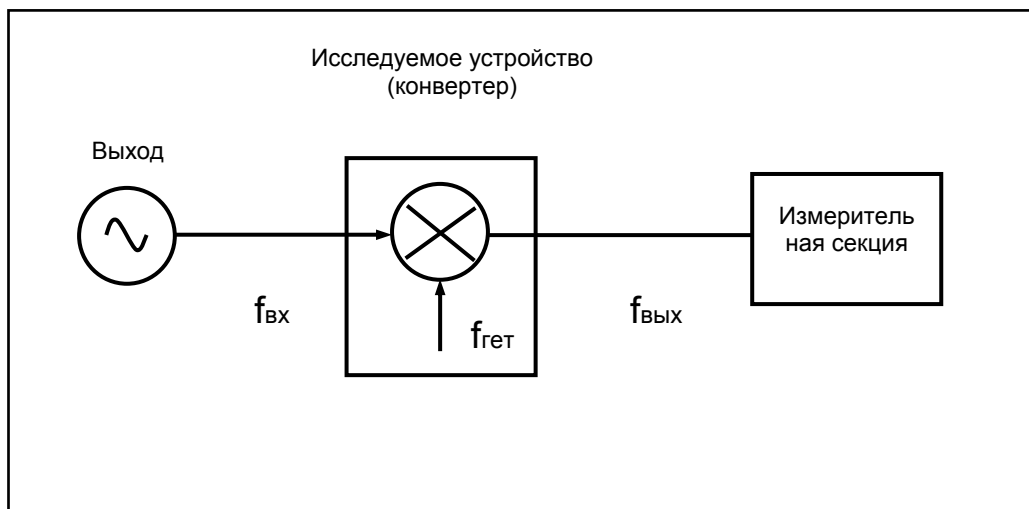 Исследуемое устройство
(конвертер)
Выход
Измеритель
ная секция
fвх
fгет
fвых